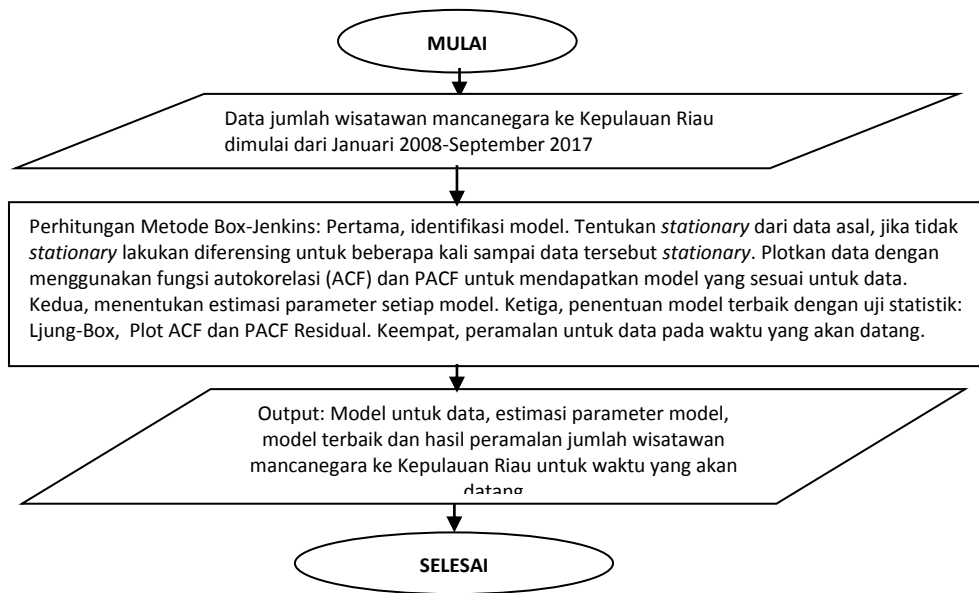 MULAI
Data jumlah wisatawan mancanegara ke Kepulauan Riau
dimulai dari Januari 2008-September 2017
Perhitungan Metode Box-Jenkins: Pertama, identifikasi model. Tentukan stationary dari data asal, jika tidak
stationary lakukan diferensing untuk beberapa kali sampai data tersebut stationary. Plotkan data dengan
menggunakan fungsi autokorelasi (ACF) dan PACF untuk mendapatkan model yang sesuai untuk data.
Kedua, menentukan estimasi parameter setiap model. Ketiga, penentuan model terbaik dengan uji statistik:
Ljung-Box, Plot ACF dan PACF Residual. Keempat, peramalan untuk data pada waktu yang akan datang.
Output: Model untuk data, estimasi parameter model,
model terbaik dan hasil peramalan jumlah wisatawan
mancanegara ke Kepulauan Riau untuk waktu yang akan
datang
SELESAI